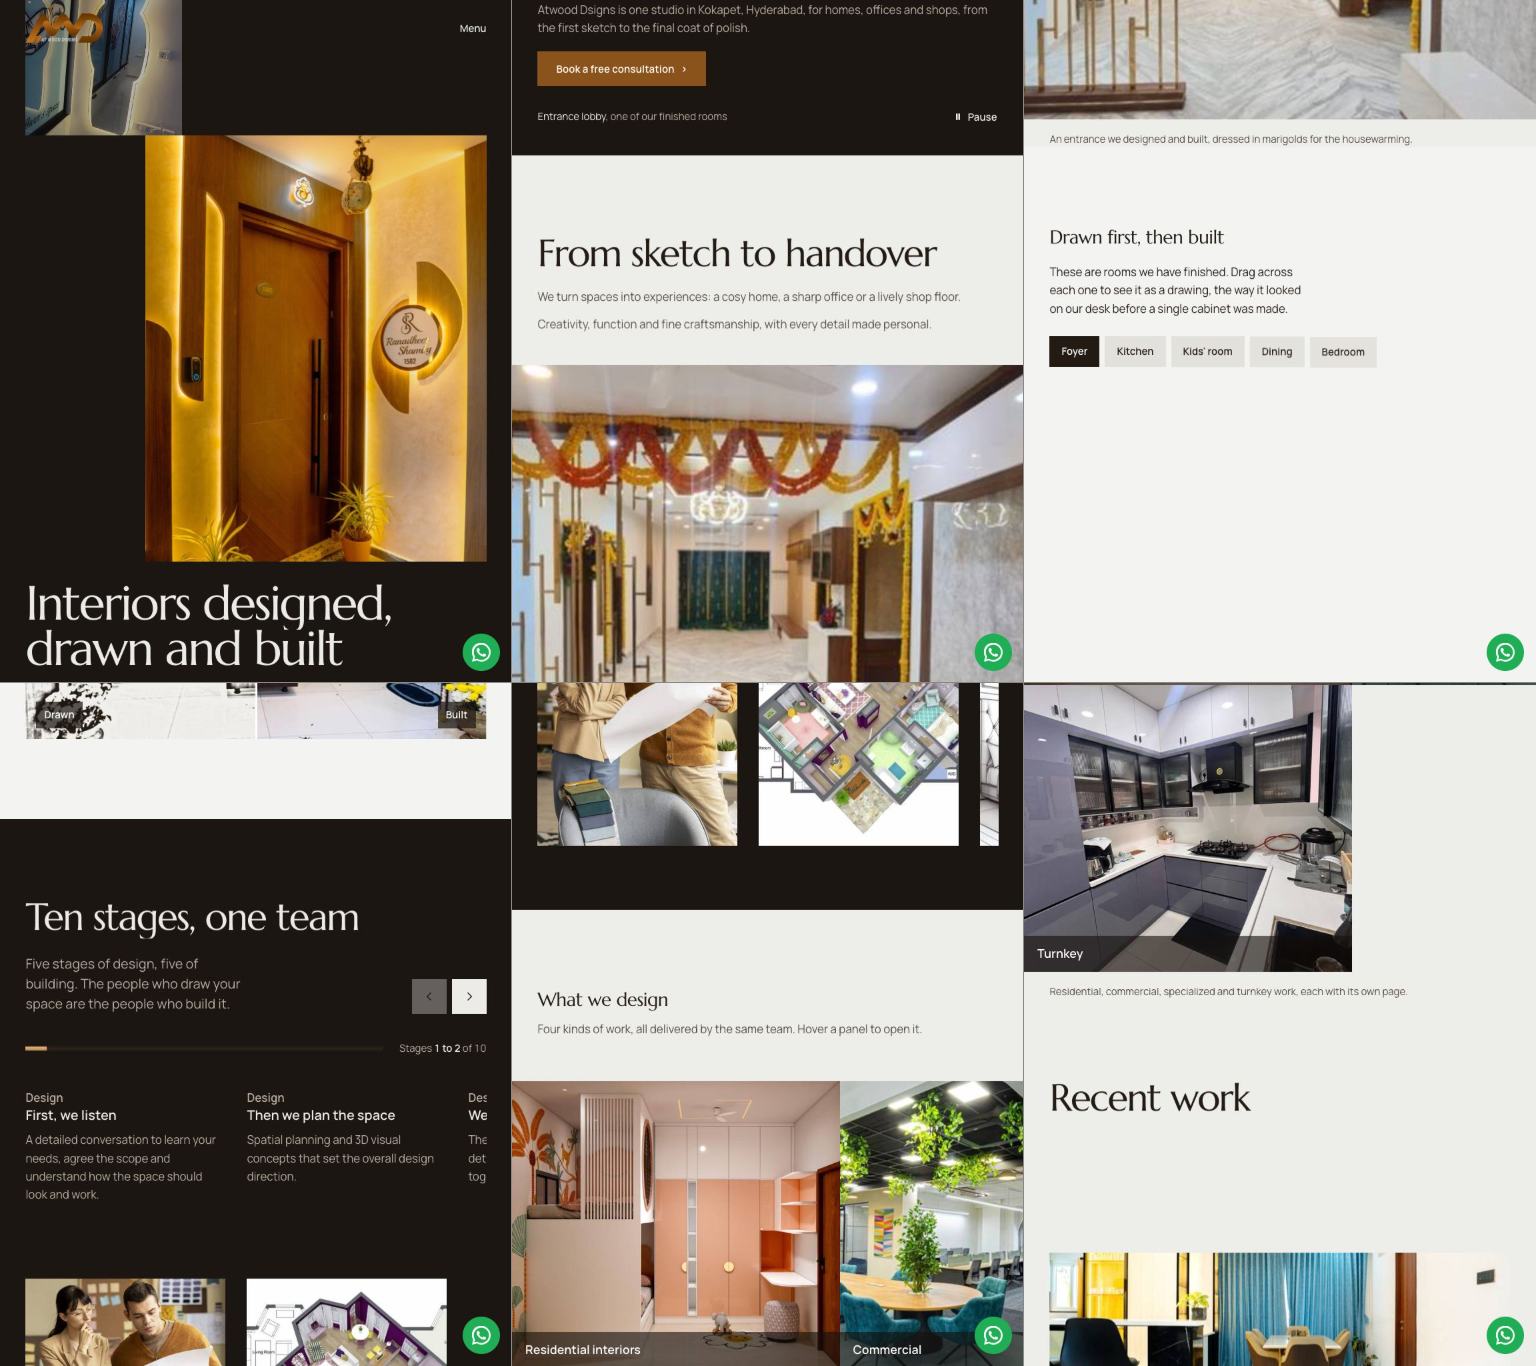 Menu
Ranadheer
Shamily
1502
Interiors designed,
drawn and built
Atwood Dsigns is one studio in Kokapet, Hyderabad, for homes, offices and shops, from
the first sketch to the final coat of polish.
Book a free consultation
Entrance lobby, one of our finished rooms
Pause
From sketch to handover
We turn spaces into experiences: a cosy home, a sharp office or a lively shop floor.
Creativity, function and fine craftsmanship, with every detail made personal.
An entrance we designed and built, dressed in marigolds for the housewarming.
Drawn first, then built
These are rooms we have finished. Drag across
each one to see it as a drawing, the way it looked
on our desk before a single cabinet was made.
Foyer
Kitchen
Kids' room
Dining
Bedroom
Drawn
Built
Ten stages, one team
Five stages of design, five of
building. The people who draw your
space are the people who build it.
Stages 1 to 2 of 10
Design
First, we listen
A detailed conversation to learn your
needs, agree the scope and
understand how the space should
look and work.
Design
Then we plan the space
Spatial planning and 3D visual
concepts that set the overall design
direction.
Des
We
The
det
tog
What we design
Four kinds of work, all delivered by the same team. Hover a panel to open it.
Residential interiors
Commercial
Turnkey
Residential, commercial, specialized and turnkey work, each with its own page.
Recent work